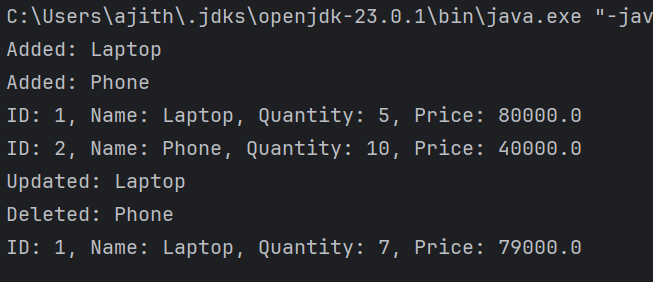 C:\Users\ajith\.jdks\openjdk-23.0.1\bin\java.exe "-jav
Added: Laptop
Added: Phone
ID: 1, Name: Laptop, Quantity: 5, Price: 80000.0
ID: 2, Name: Phone, Quantity: 10, Price: 40000.0
Updated: Laptop
Deleted: Phone
ID: 1, Name: Laptop, Quantity: 7, Price: 79000.0